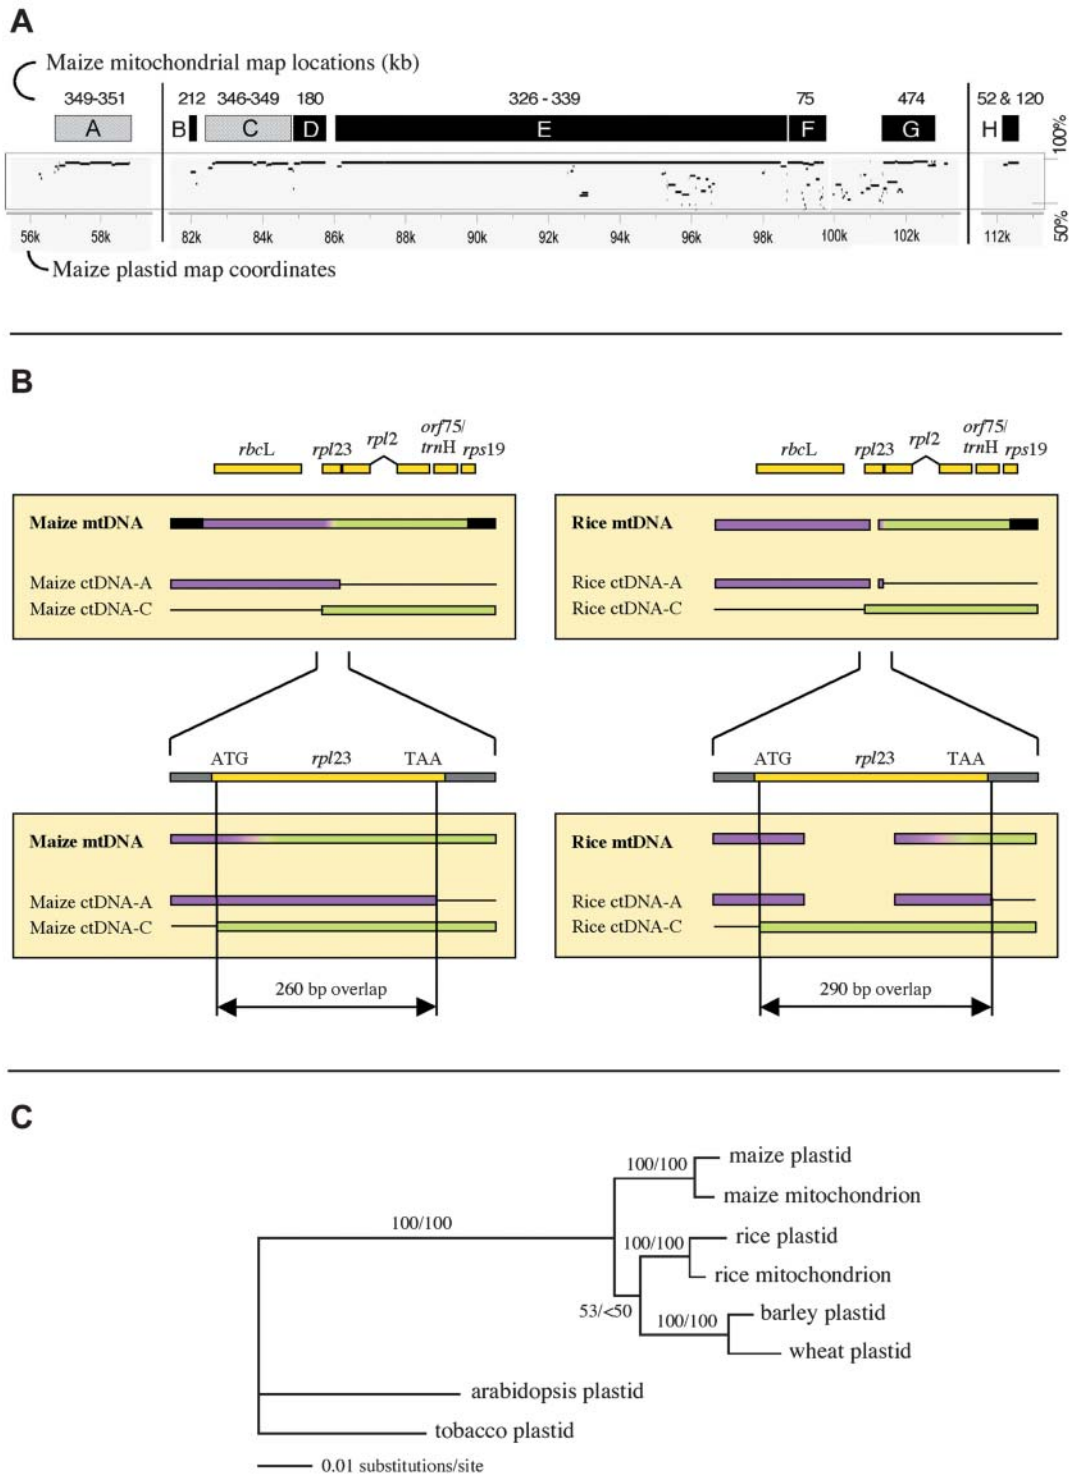 A
Maize mitochondrial map locations (kb)
349-351 212 346-349 180 326 - 339 75 474 52 & 120
A B C D E F G H
100%
50%
56k 58k 82k 84k 86k 88k 90k 92k 94k 96k 98k 100k 102k 112k
Maize plastid map coordinates
B
rbcL rpl23 rpl2 orf75/ trnH rps19
Maize mtDNA
Maize ctDNA-A
Maize ctDNA-C
ATG rpl23 TAA
Maize mtDNA
Maize ctDNA-A
Maize ctDNA-C
260 bp overlap
rbcL rpl23 rpl2 orf75/ trnH rps19
Rice mtDNA
Rice ctDNA-A
Rice ctDNA-C
ATG rpl23 TAA
Rice mtDNA
Rice ctDNA-A
Rice ctDNA-C
290 bp overlap
C
100/100 maize plastid
maize mitochondrion
100/100
100/100 rice plastid
rice mitochondrion
53/<50
100/100 barley plastid
wheat plastid
arabidopsis plastid
tobacco plastid
0.01 substitutions/site